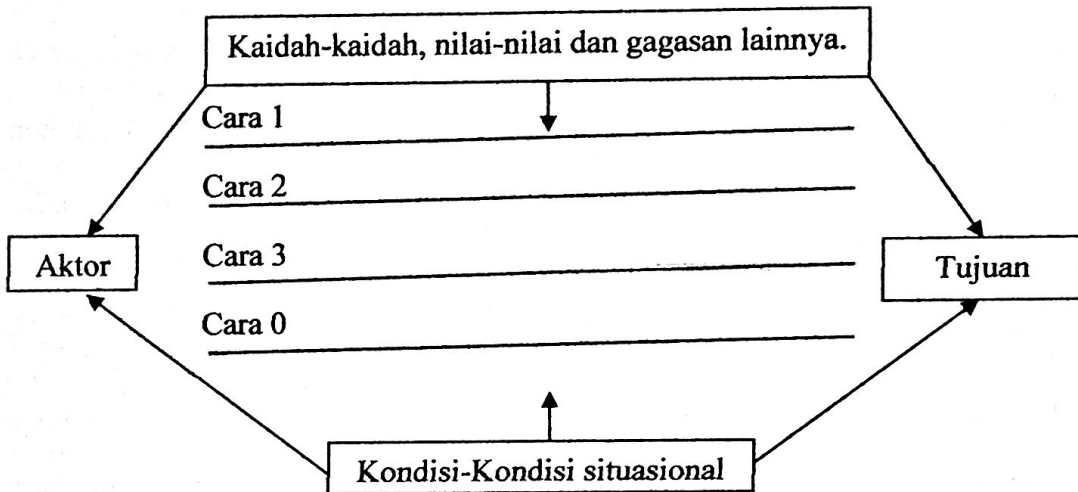 Kaidah-kaidah, nilai-nilai dan gagasan lainnya.
Cara 1
Cara 2
Aktor
Cara 3
Tujuan
Cara 0
Kondisi-Kondisi situasional